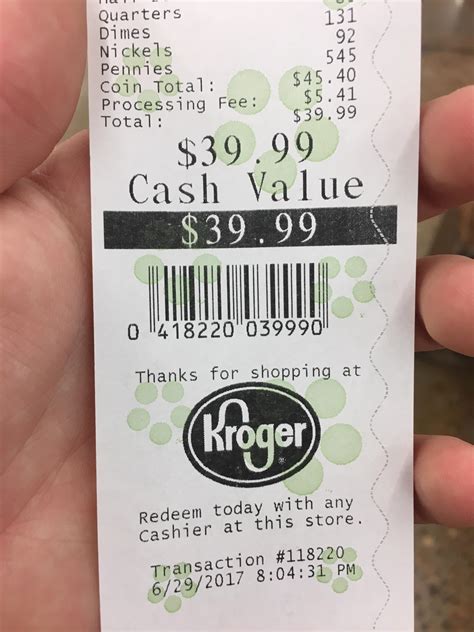 Quarters
Dimes 131
Nickels 92
Pennies 545
Coin Total: $45.40
Processing Fee: $5.41
Total: $39.99
$39.99
Cash Value
$39.99
0 418220 039990
Thanks for shopping at
Kroger
Redeem today with any
Cashier at this store.
Transaction #118220
6/29/2017 8:04:31 PM